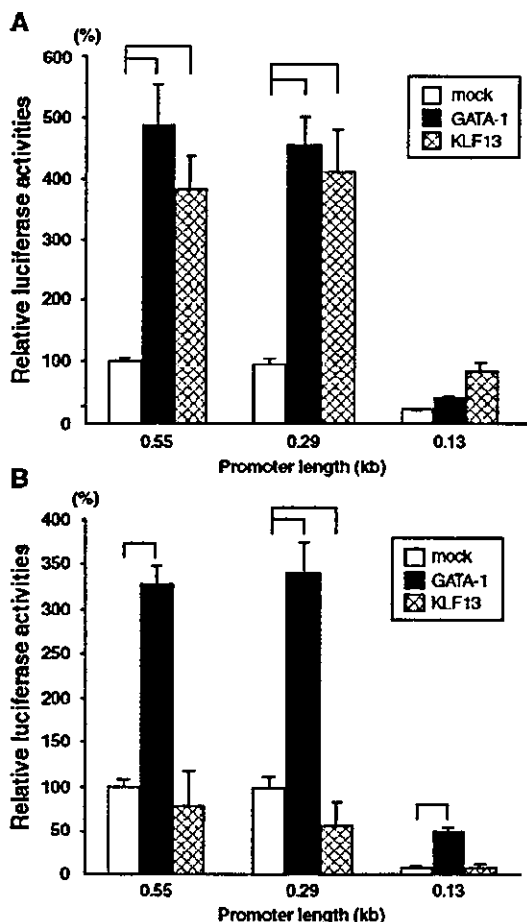 A
(%)
600
500
400
300
200
100
0
Relative luciferase activities
mock
GATA-1
KLF13
0.55
0.29
0.13
Promoter length (kb)
B
(%)
400
350
300
250
200
150
100
50
0
Relative luciferase activities
mock
GATA-1
KLF13
0.55
0.29
0.13
Promoter length (kb)